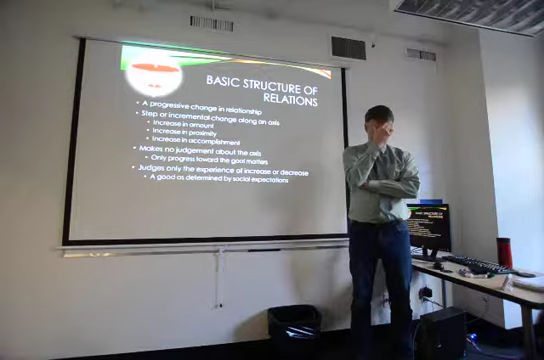 BASIC STRUCTURE OF
RELATIONS
• A progressive change in relationship
• Step or incremental change along an axis
• Increase in amount
• Increase in proximity
• Increase in accomplishment
• Makes no judgement about the axis
• Only progress toward the goal matters
• Judges only the experience of increase or decrease
• A good as determined by social expectations